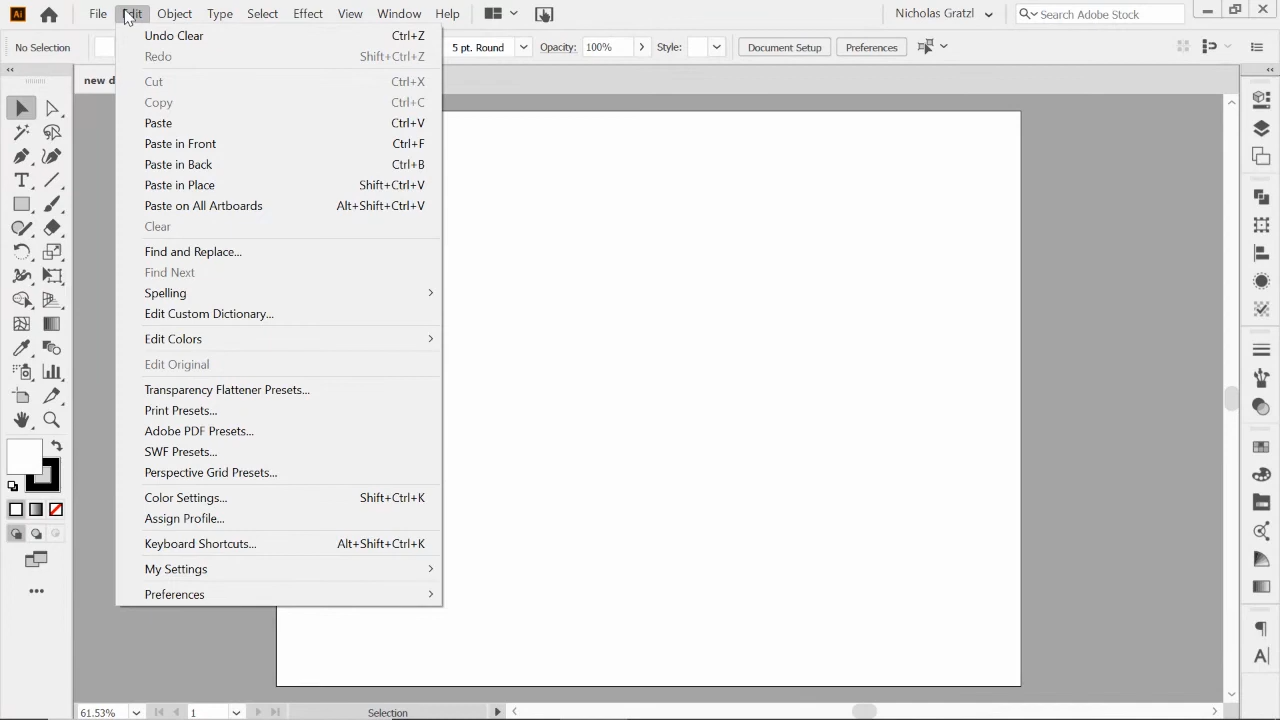 Ai File Edit Object Type Select Effect View Window Help Nicholas Gratzl Search Adobe Stock
No Selection 5 pt. Round Opacity: 100% Style: Document Setup Preferences
new d
Undo Clear Ctrl+Z
Redo Shift+Ctrl+Z
Cut Ctrl+X
Copy Ctrl+C
Paste Ctrl+V
Paste in Front Ctrl+F
Paste in Back Ctrl+B
Paste in Place Shift+Ctrl+V
Paste on All Artboards Alt+Shift+Ctrl+V
Clear
Find and Replace...
Find Next
Spelling
Edit Custom Dictionary...
Edit Colors
Edit Original
Transparency Flattener Presets...
Print Presets...
Adobe PDF Presets...
SWF Presets...
Perspective Grid Presets...
Color Settings... Shift+Ctrl+K
Assign Profile...
Keyboard Shortcuts... Alt+Shift+Ctrl+K
My Settings
Preferences
61.53% 1 Selection